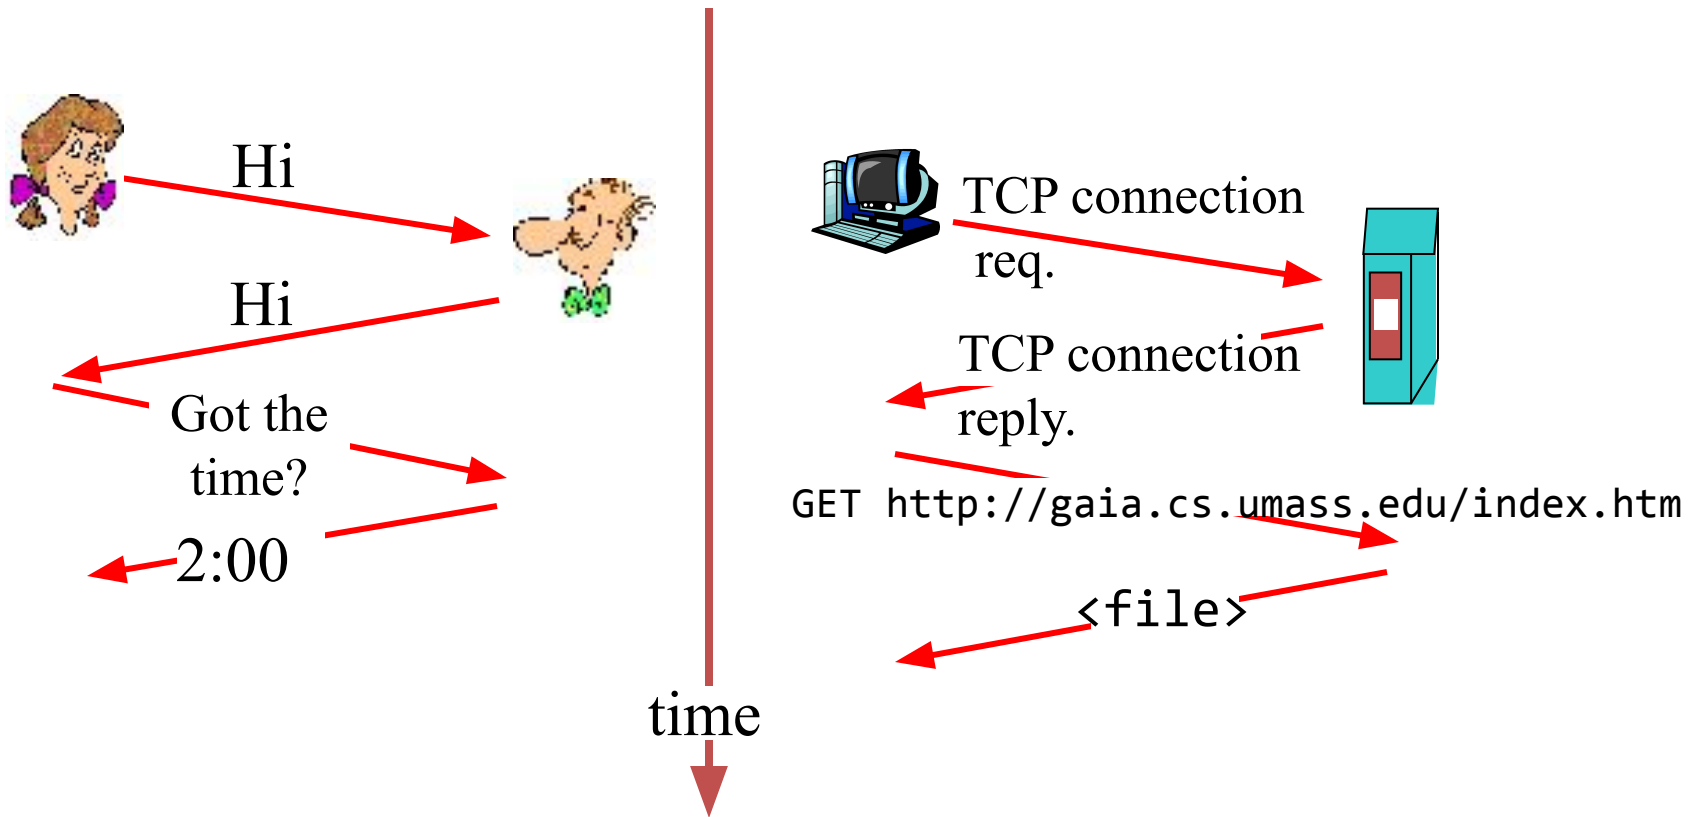 Hi
Hi
Got the
time?
2:00
time
TCP connection
req.
TCP connection
reply.
GET http://gaia.cs.umass.edu/index.htm
<file>